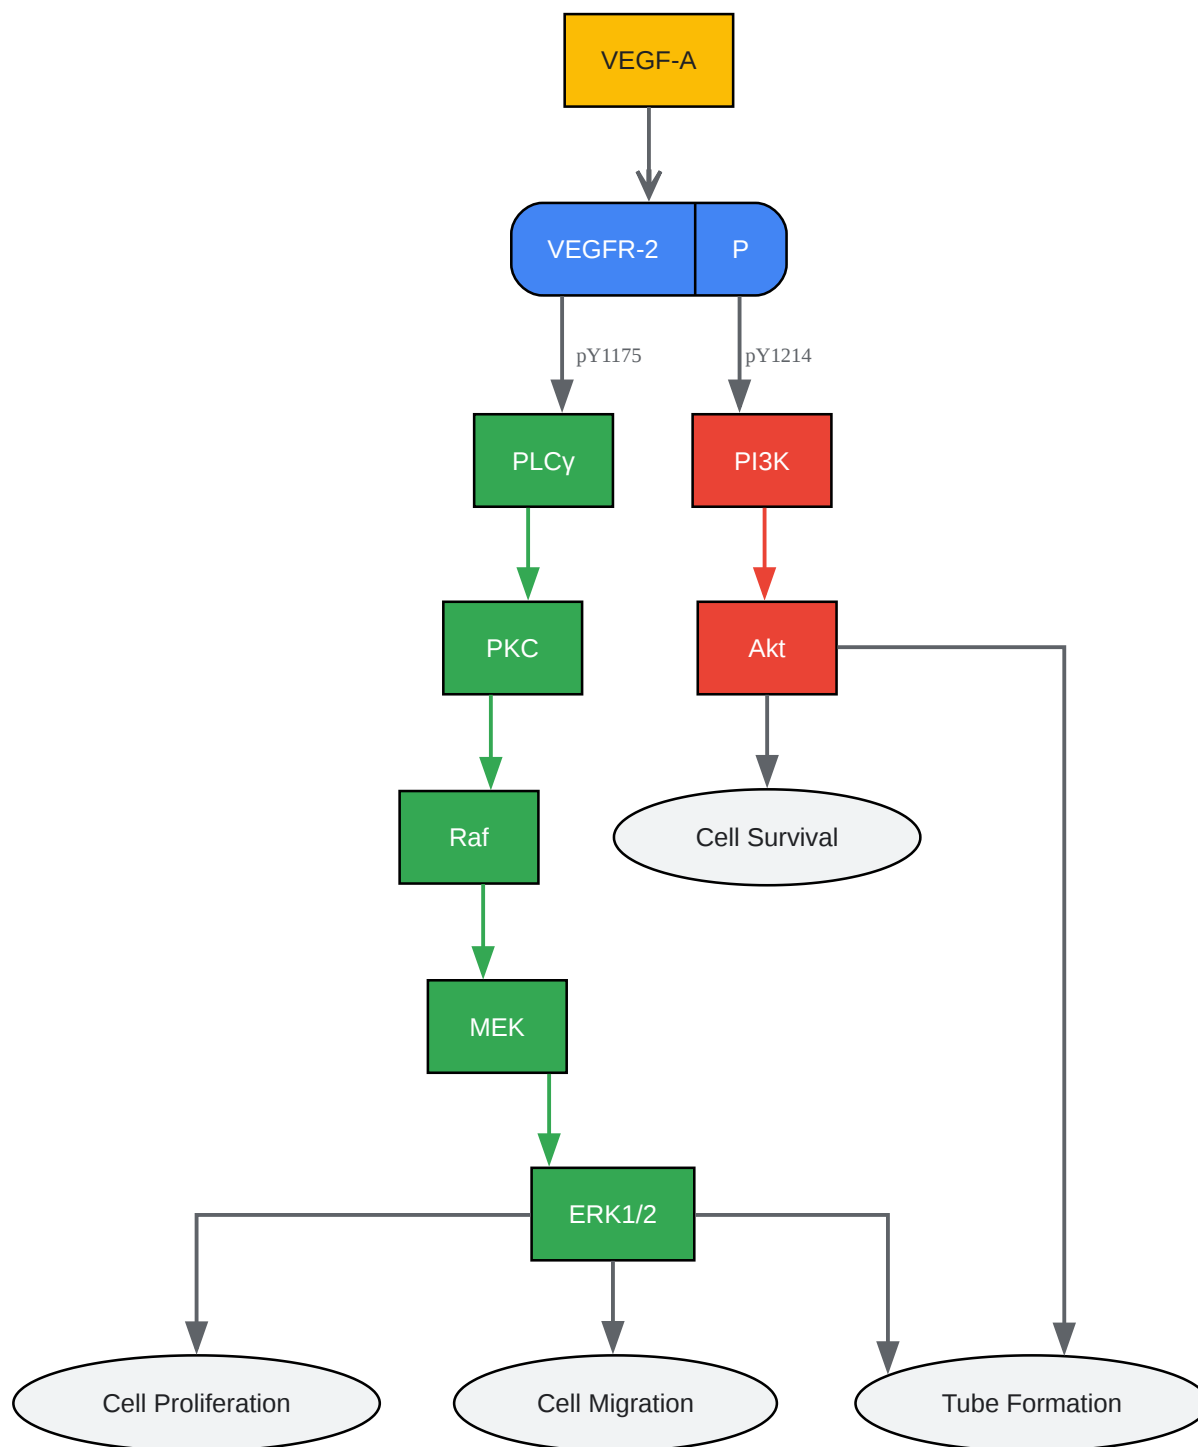 VEGF-A
VEGFR-2 P
pY1175 pY1214
PLCγ PI3K
PKC Akt
Raf Cell Survival
MEK
ERK1/2
Cell Proliferation Cell Migration Tube Formation